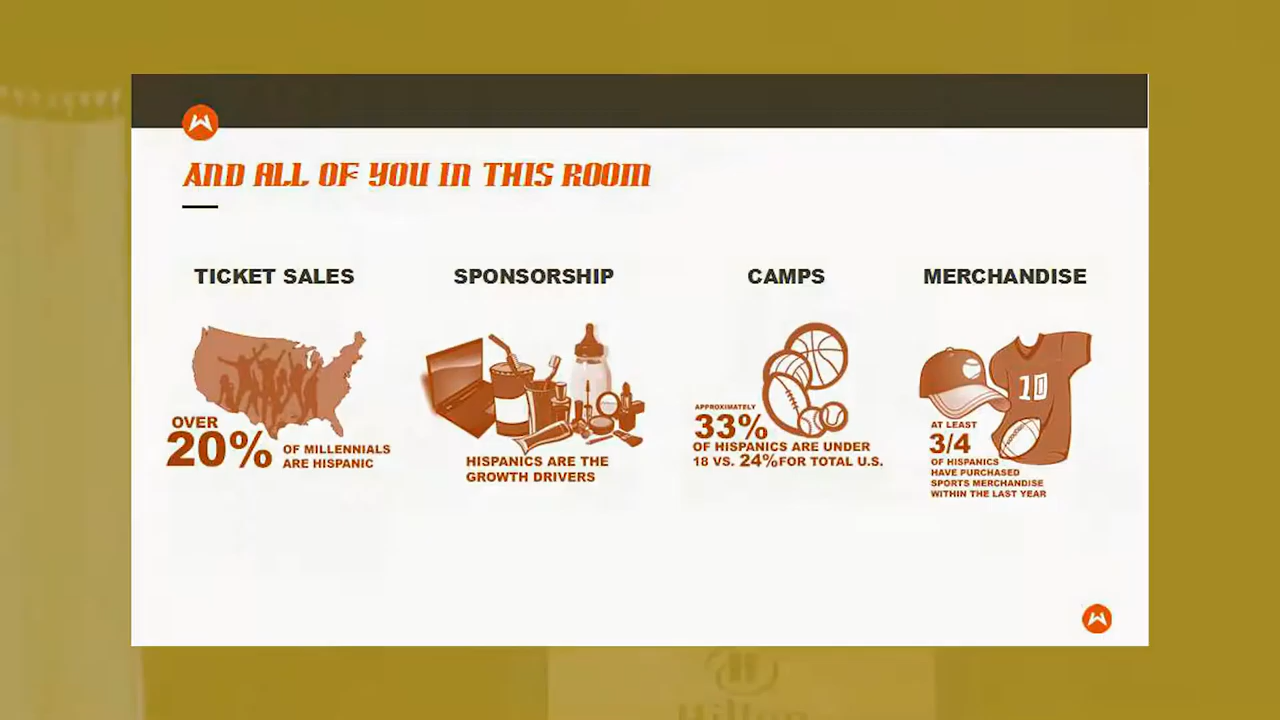 AND ALL OF YOU IN THIS ROOM
TICKET SALES
OVER
20%
OF MILLENNIALS
ARE HISPANIC
SPONSORSHIP
HISPANICS ARE THE
GROWTH DRIVERS
CAMPS
APPROXIMATELY
33%
OF HISPANICS ARE UNDER
18 VS. 24% FOR TOTAL U.S.
MERCHANDISE
10
AT LEAST
3/4
OF HISPANICS
HAVE PURCHASED
SPORTS MERCHANDISE
WITHIN THE LAST YEAR
Hilton